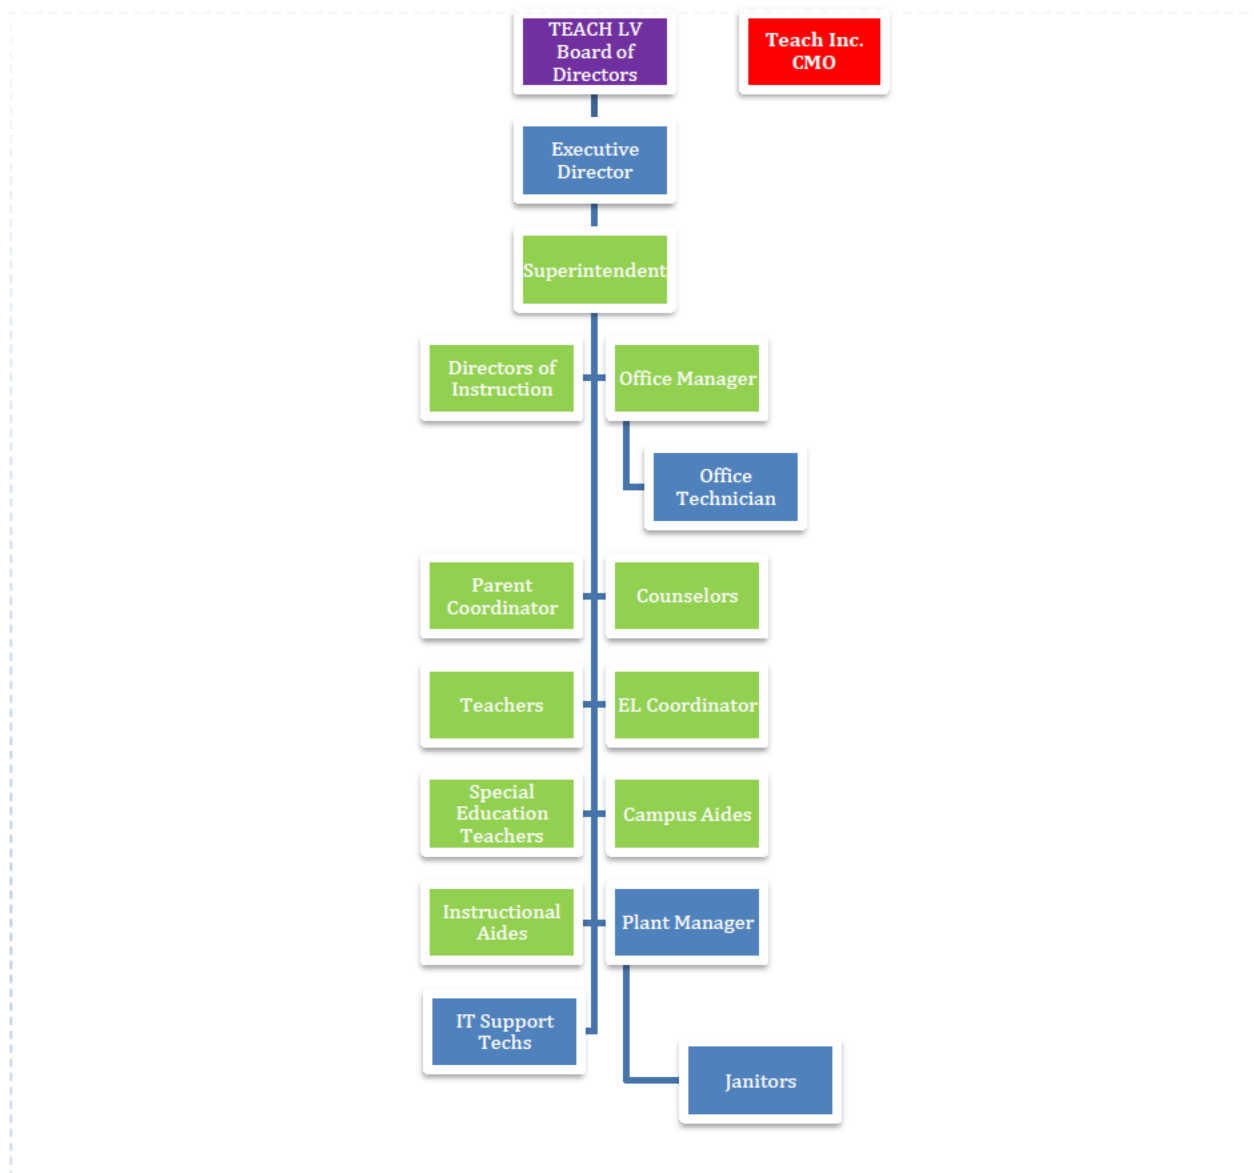 TEACH LV
Board of
Directors
Teach Inc.
CMO
Executive
Director
Superintendent
Directors of
Instruction
Office Manager
Office
Technician
Parent
Coordinator
Counselors
Teachers
EL Coordinator
Special
Education
Teachers
Campus Aides
Instructional
Aides
Plant Manager
IT Support
Techs
Janitors